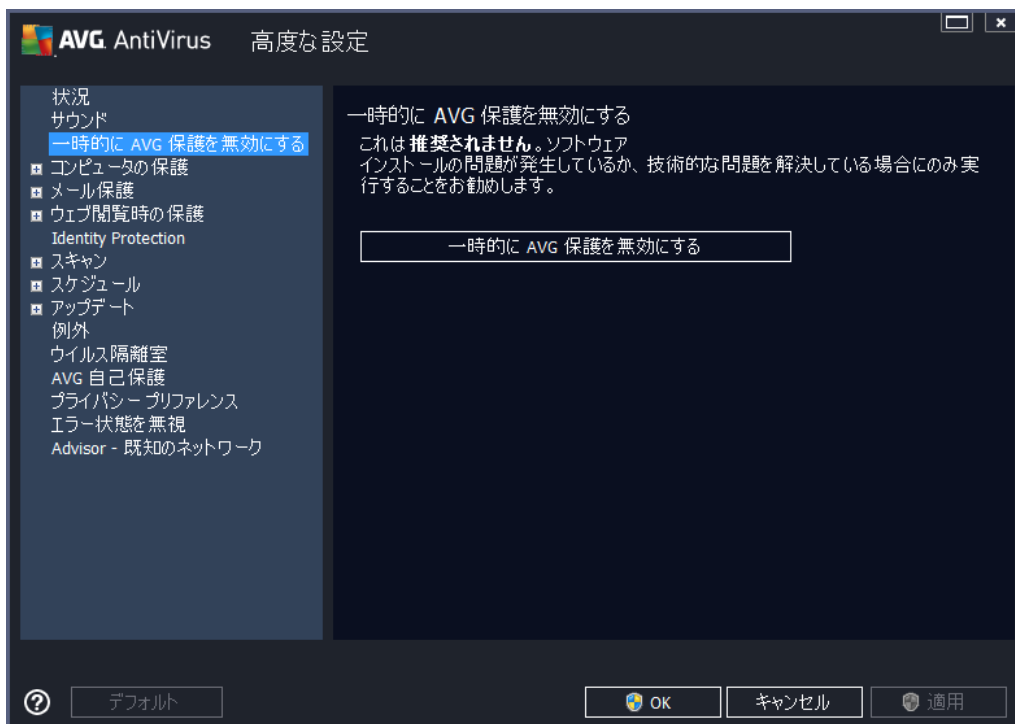 AVG. AntiVirus 高度な設定
状況
サウンド
一時的に AVG 保護を無効にする
コンピュータの保護
メール保護
ウェブ閲覧時の保護
Identity Protection
スキャン
スケジュール
アップデート
例外
ウイルス隔離室
AVG 自己保護
プライバシー プリファレンス
エラー状態を無視
Advisor - 既知のネットワーク
一時的に AVG 保護を無効にする
これは 推奨されません。ソフトウェア
インストールの問題が発生しているか、技術的な問題を解決している場合にのみ実
行することをお勧めします。
一時的に AVG 保護を無効にする
デフォルト
OK
キャンセル
適用